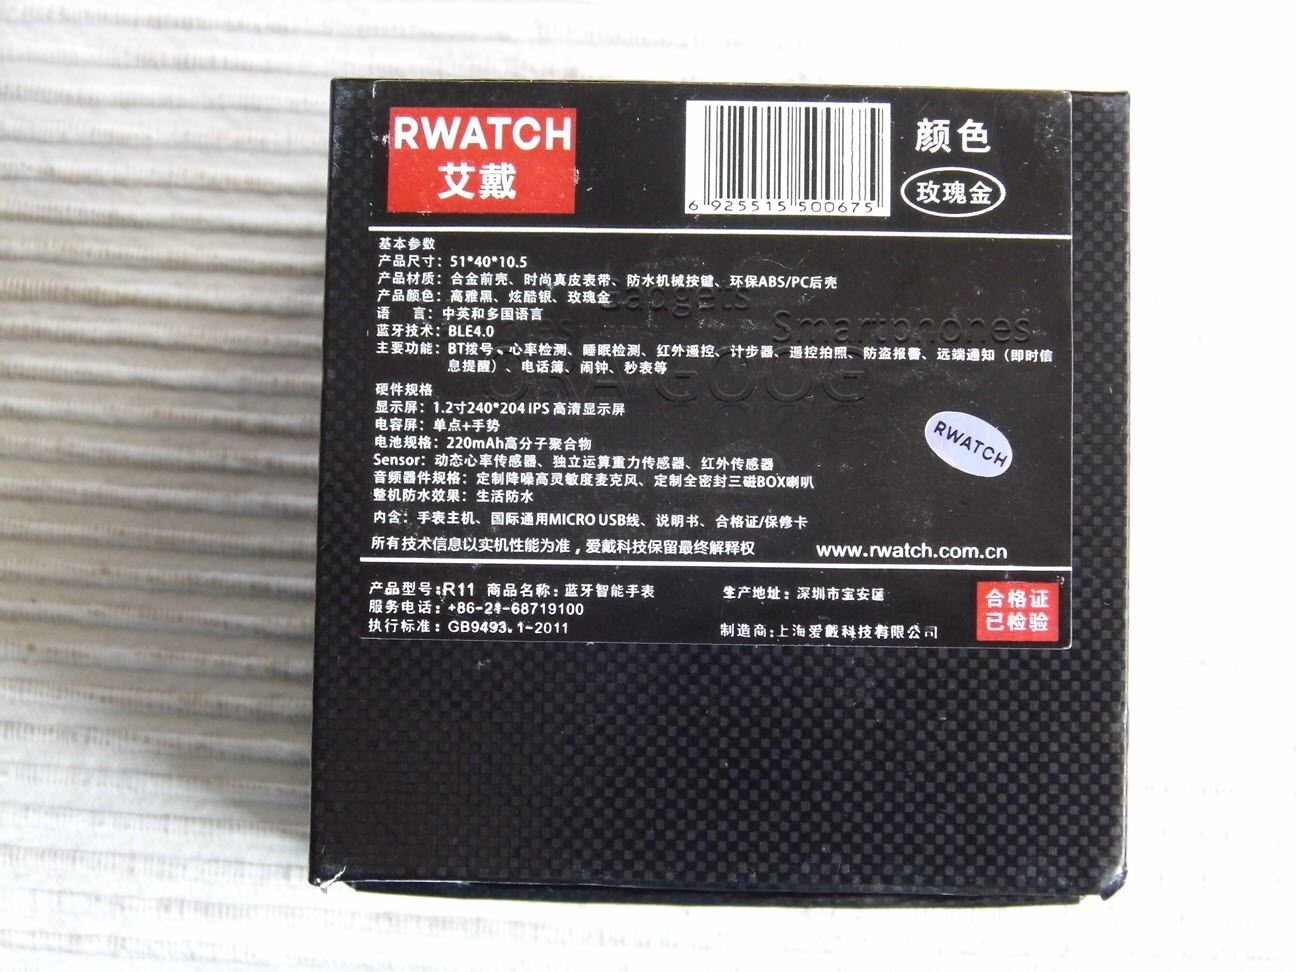 RWATCH
艾戴
6 925515 500675
颜色
玫瑰金
基本参数
产品尺寸：51*40*10.5
产品材质：合金前壳、时尚真皮表带、防水机械按键、环保ABS/PC后壳
产品颜色：高雅黑、炫酷银、玫瑰金
语 言：中英和多国语言
蓝牙技术：BLE4.0
主要功能：BT拨号、心率检测、睡眠检测、红外遥控、计步器、遥控拍照、防盗报警、远端通知（即时信
息提醒）、电话簿、闹钟、秒表等
硬件规格
显示屏：1.2寸240*204 IPS 高清显示屏
电容屏：单点+手势
电池规格：220mAh高分子聚合物
Sensor：动态心率传感器、独立运算重力传感器、红外传感器
音频器件规格：定制降噪高灵敏度麦克风、定制全密封三磁BOX喇叭
整机防水效果：生活防水
内含：手表主机、国际通用MICRO USB线、说明书、合格证/保修卡
所有技术信息以实机性能为准，爱戴科技保留最终解释权
www.rwatch.com.cn
RWATCH
产品型号：R11 商品名称：蓝牙智能手表
服务电话：+86-21-68719100
执行标准：GB9493.1-2011
生产地址：深圳市宝安区
制造商：上海爱戴科技有限公司
合格证
已检验
Gadgets
Smartphones